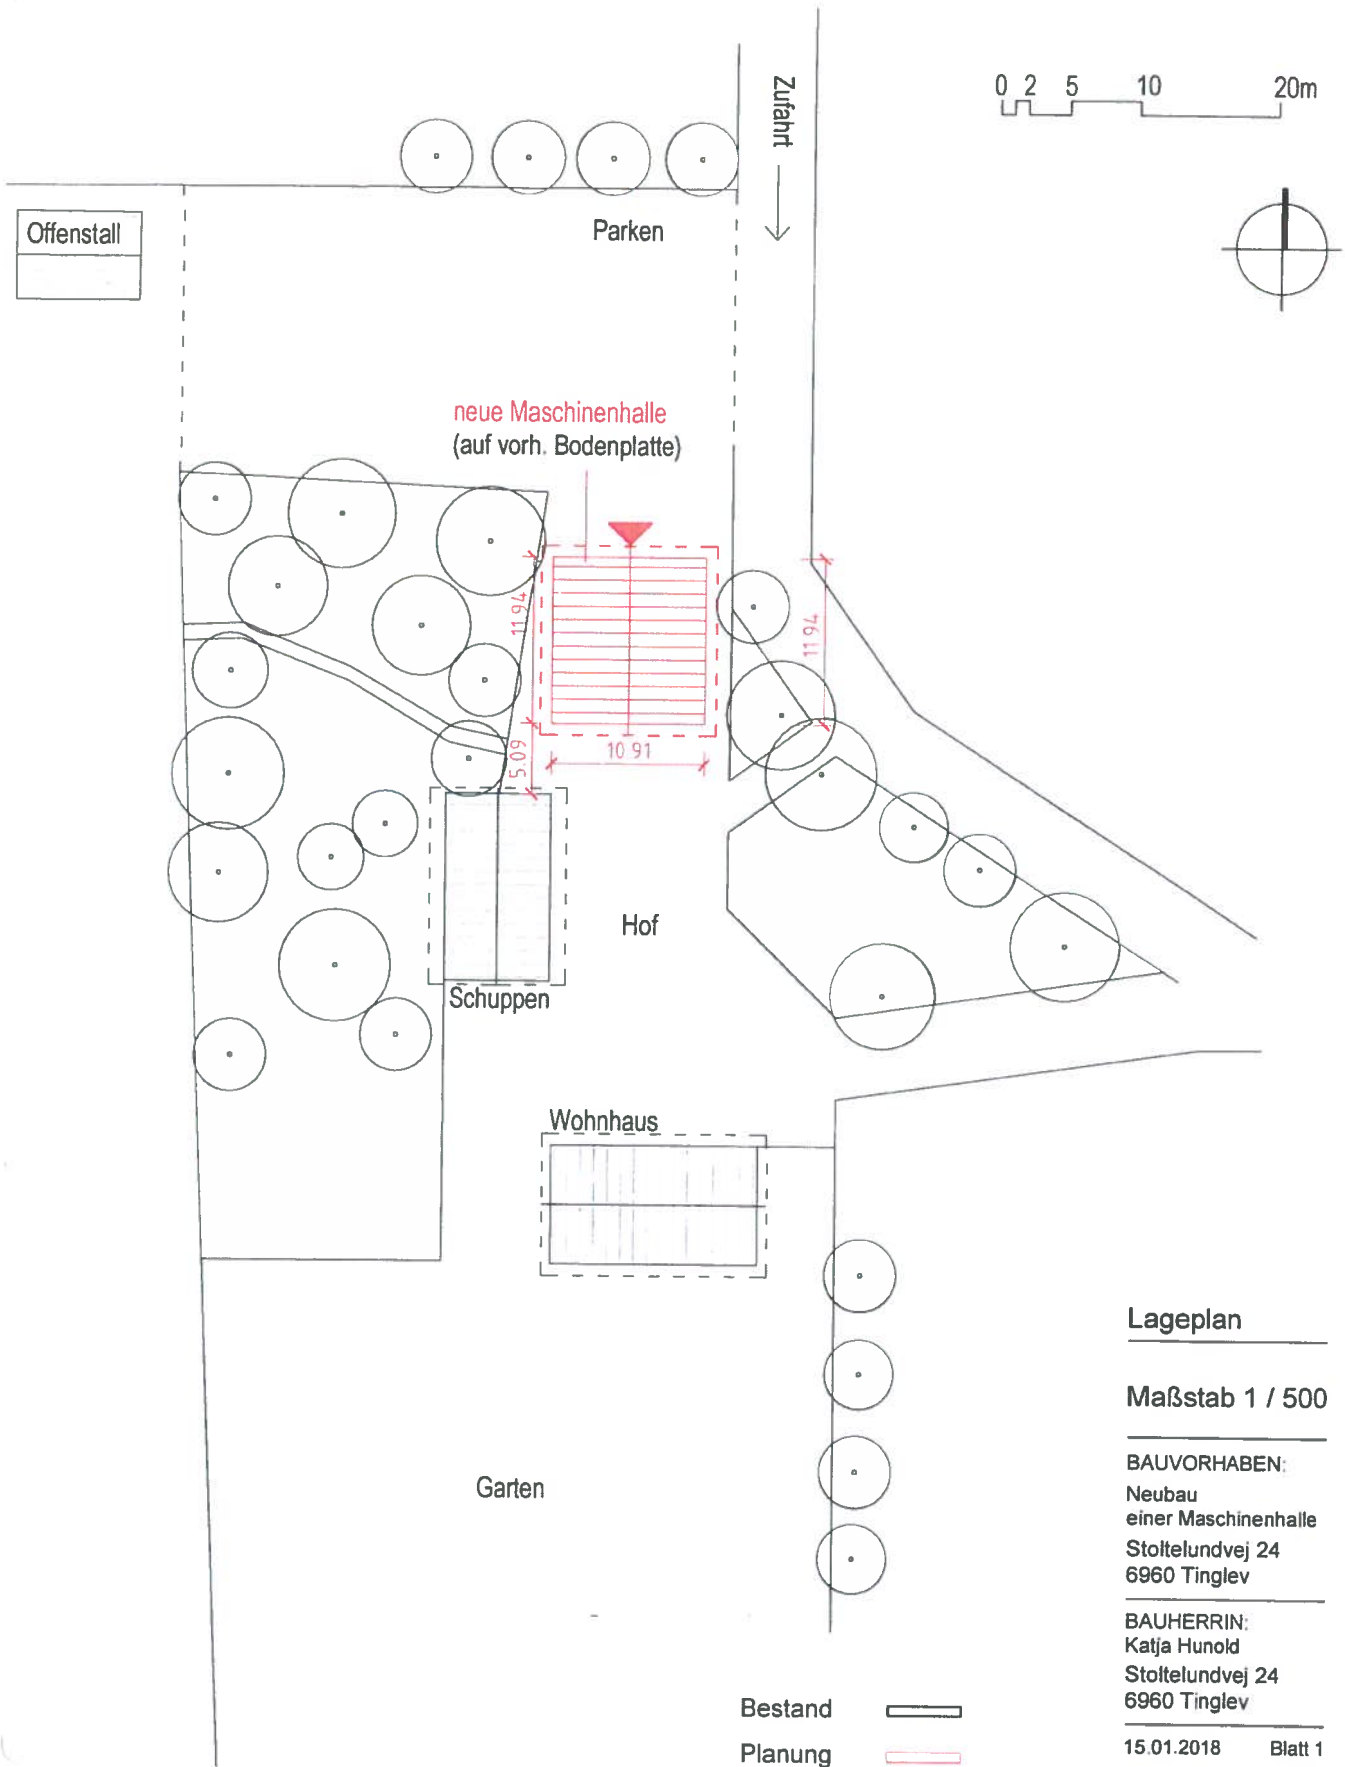 0 2 5 10 20m
Zufahrt
Offenstall
Parken
neue Maschinenhalle
(auf vorh. Bodenplatte)
11.94
11.94
5.09
10.91
Hof
Schuppen
Wohnhaus
Garten
Lageplan
Maßstab 1 / 500
BAUVORHABEN:
Neubau
einer Maschinenhalle
Stoltelundvej 24
6960 Tinglev
BAUHERRIN:
Katja Hunold
Stoltelundvej 24
6960 Tinglev
15.01.2018 Blatt 1
Bestand
Planung